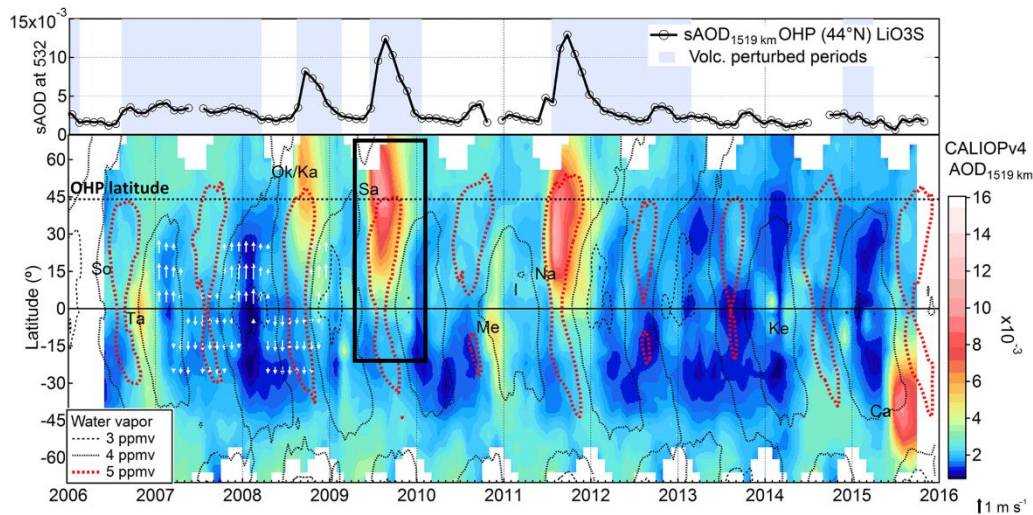 15x10⁻³
10
5
0
sAOD at 532
sAOD1519 km OHP (44°N) LiO3S
Volc. perturbed periods
60
45
30
15
0
-15
-30
-45
-60
Latitude (°)
OHP latitude
So
Ta
Ok/Ka
Sa
Me
I
Na
Ke
Ca
Water vapor
3 ppmv
4 ppmv
5 ppmv
2006 2007 2008 2009 2010 2011 2012 2013 2014 2015 2016
CALIOPv4
AOD1519 km
16
14
12
10
8
6
4
2
x10⁻³
1 m s⁻¹